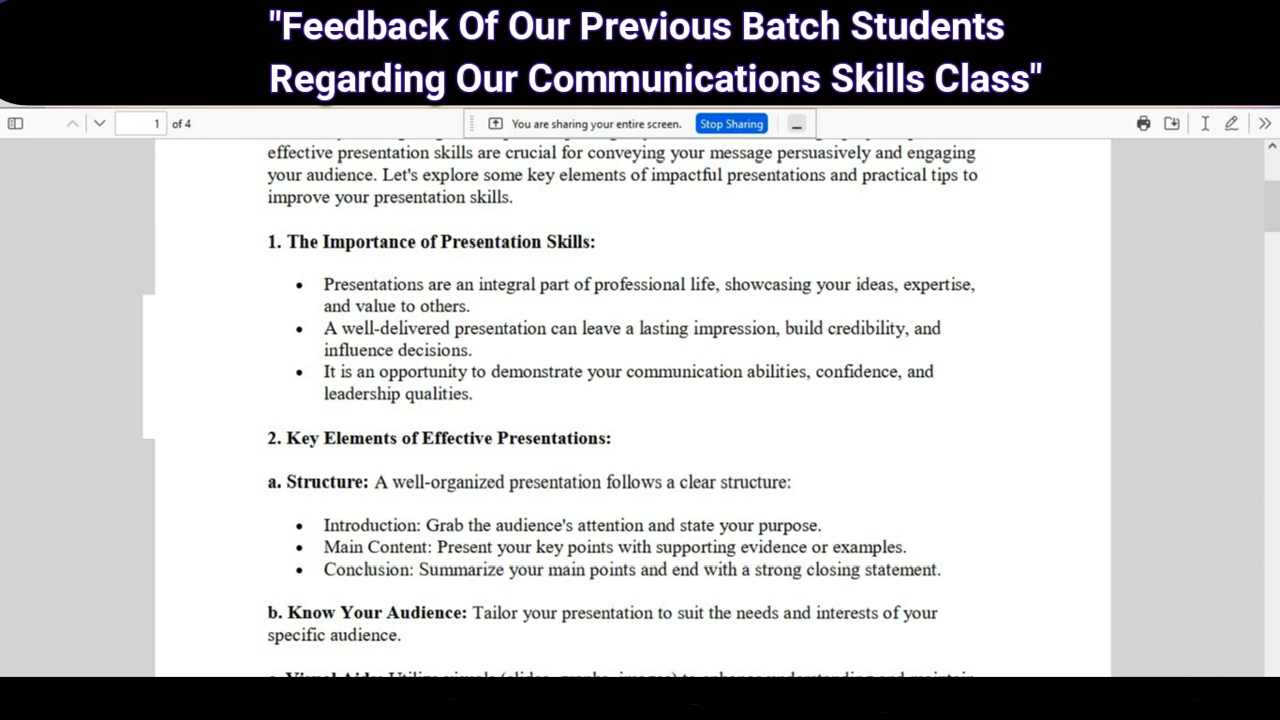 "Feedback Of Our Previous Batch Students
Regarding Our Communications Skills Class"
1 of 4
You are sharing your entire screen. Stop Sharing
effective presentation skills are crucial for conveying your message persuasively and engaging
your audience. Let's explore some key elements of impactful presentations and practical tips to
improve your presentation skills.
1. The Importance of Presentation Skills:
• Presentations are an integral part of professional life, showcasing your ideas, expertise,
and value to others.
• A well-delivered presentation can leave a lasting impression, build credibility, and
influence decisions.
• It is an opportunity to demonstrate your communication abilities, confidence, and
leadership qualities.
2. Key Elements of Effective Presentations:
a. Structure: A well-organized presentation follows a clear structure:
• Introduction: Grab the audience's attention and state your purpose.
• Main Content: Present your key points with supporting evidence or examples.
• Conclusion: Summarize your main points and end with a strong closing statement.
b. Know Your Audience: Tailor your presentation to suit the needs and interests of your
specific audience.